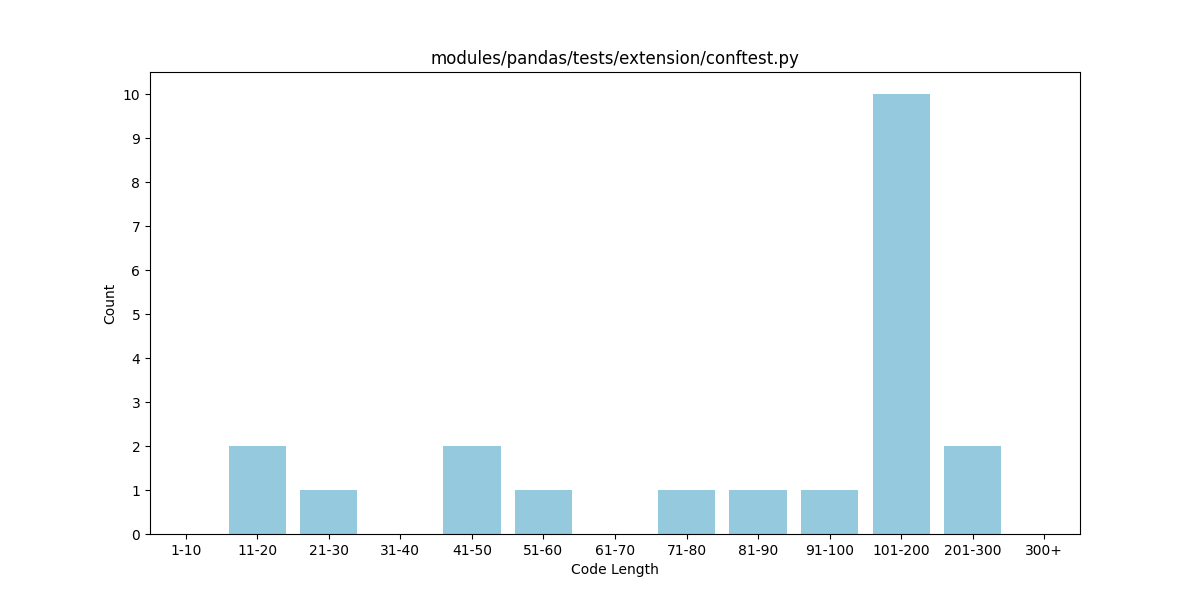 modules/pandas/tests/extension/conftest.py
10
9
8
7
6
5
4
3
2
1
0
Count
1-10 11-20 21-30 31-40 41-50 51-60 61-70 71-80 81-90 91-100 101-200 201-300 300+
Code Length